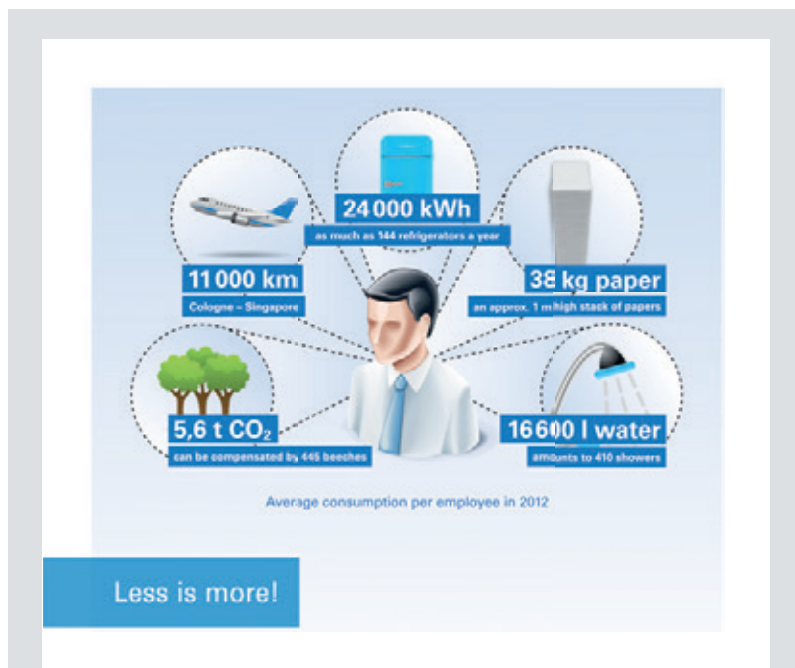 24 000 kWh
as much as 144 refrigerators a year
11 000 km
Cologne – Singapore
38 kg paper
an approx. 1 m high stack of papers
5,6 t CO₂
can be compensated by 445 beeches
16 600 l water
amounts to 410 showers
Average consumption per employee in 2012
Less is more!